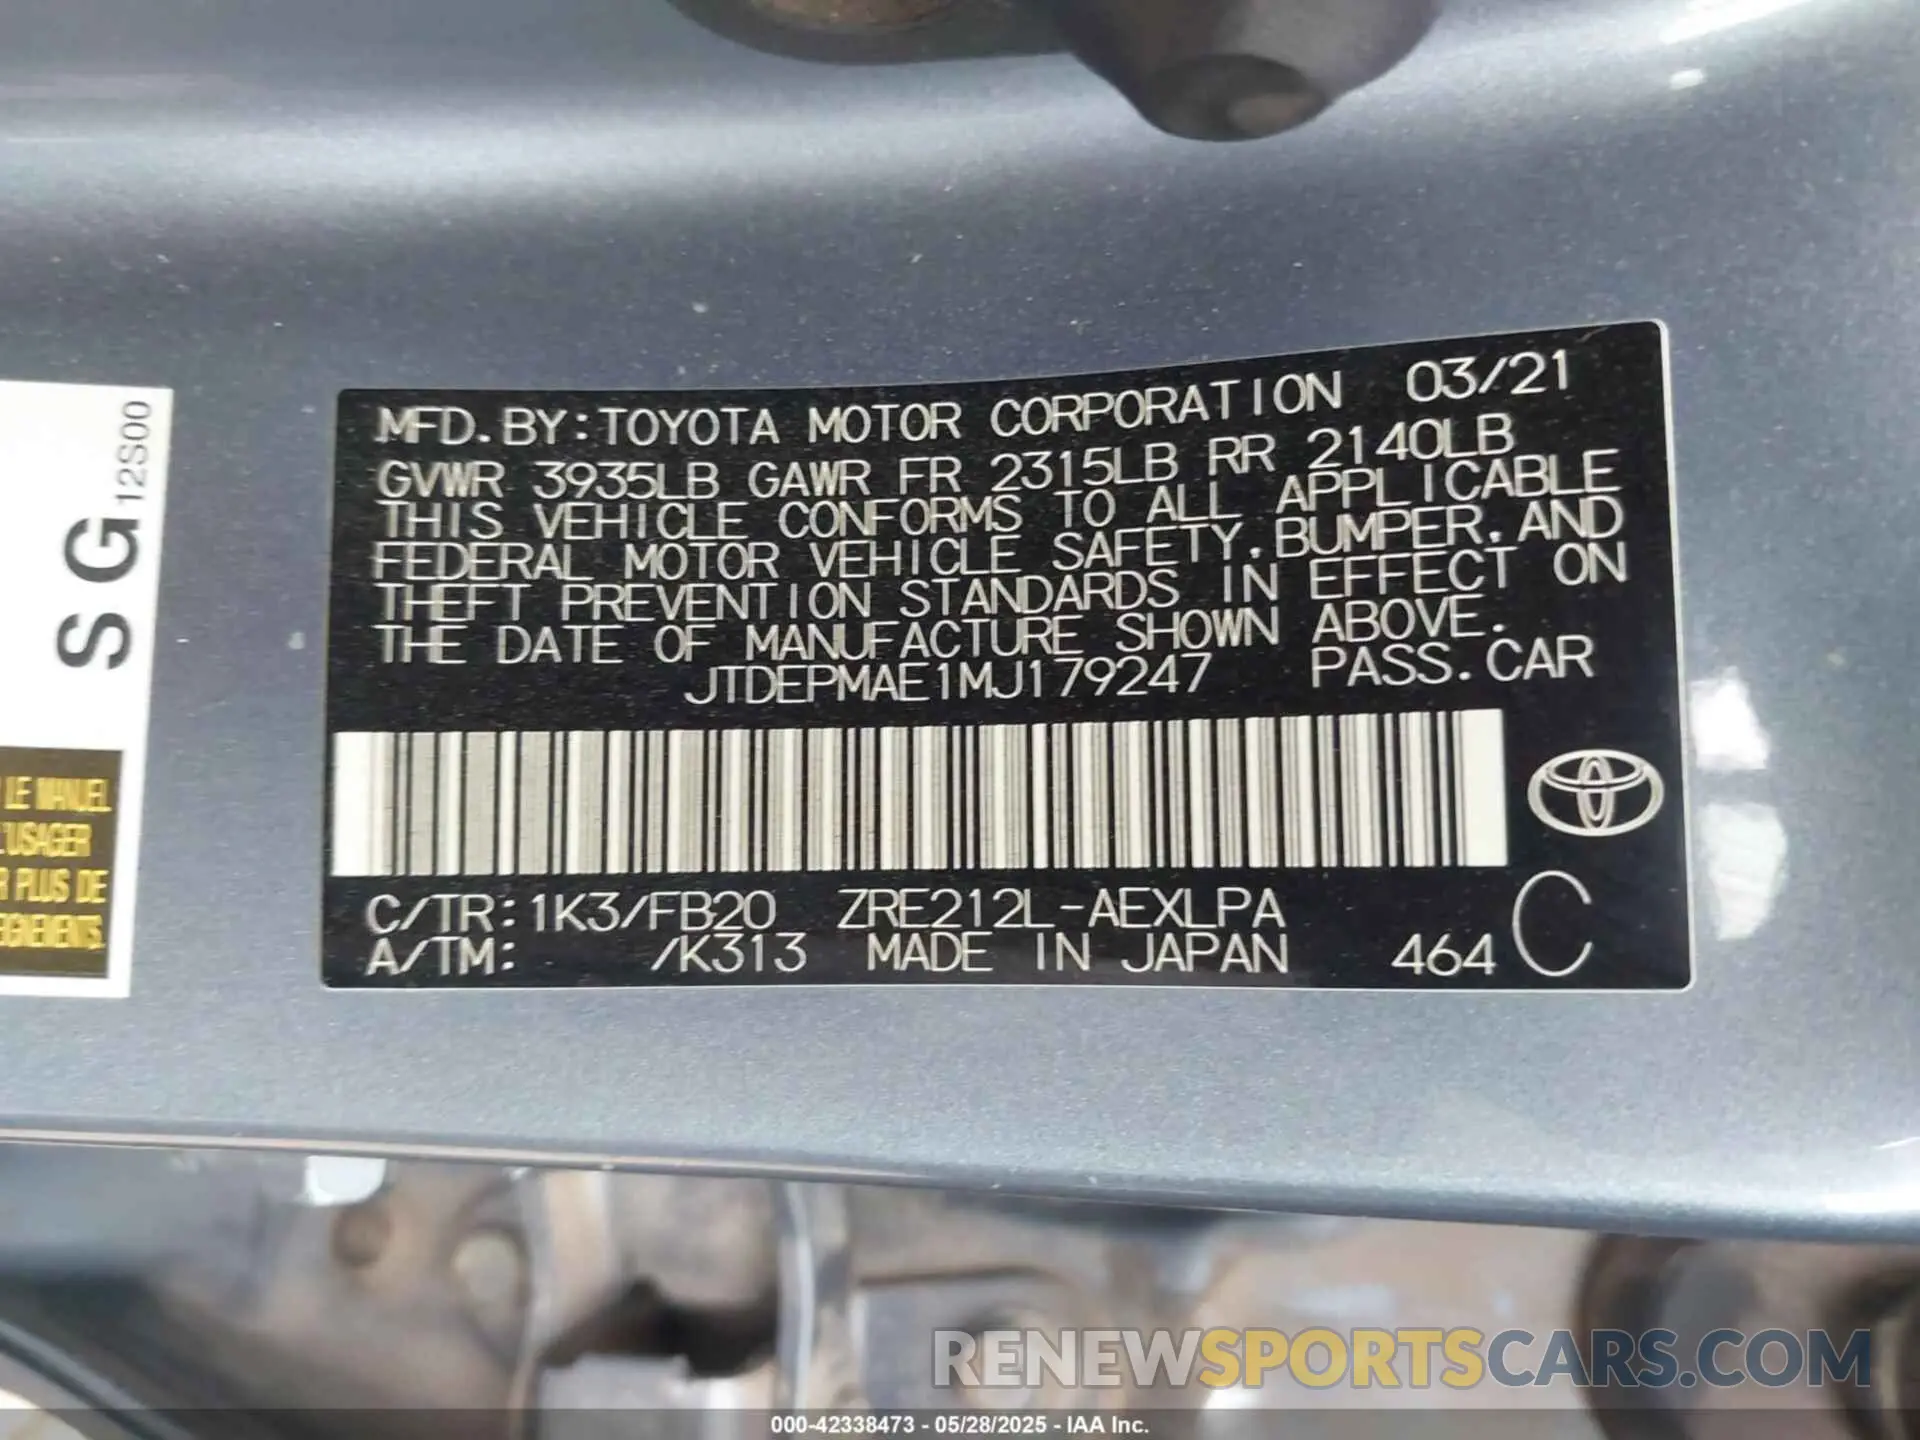 MFD. BY: TOYOTA MOTOR CORPORATION 03/21
GVWR 3935LB GAWR FR 2315LB RR 2140LB
THIS VEHICLE CONFORMS TO ALL APPLICABLE
FEDERAL MOTOR VEHICLE SAFETY, BUMPER, AND
THEFT PREVENTION STANDARDS IN EFFECT ON
THE DATE OF MANUFACTURE SHOWN ABOVE.
JTDEPMAE1MJ179247 PASS. CAR
C/TR: 1K3/FB20 ZRE212L-AEXLPA
A/TM: /K313 MADE IN JAPAN 464 C
SG 12S00
LE MANUEL
L'USAGER
R PLUS DE
RENEWSPORTSCARS.COM
000-42338473 - 05/28/2025 - IAA Inc.